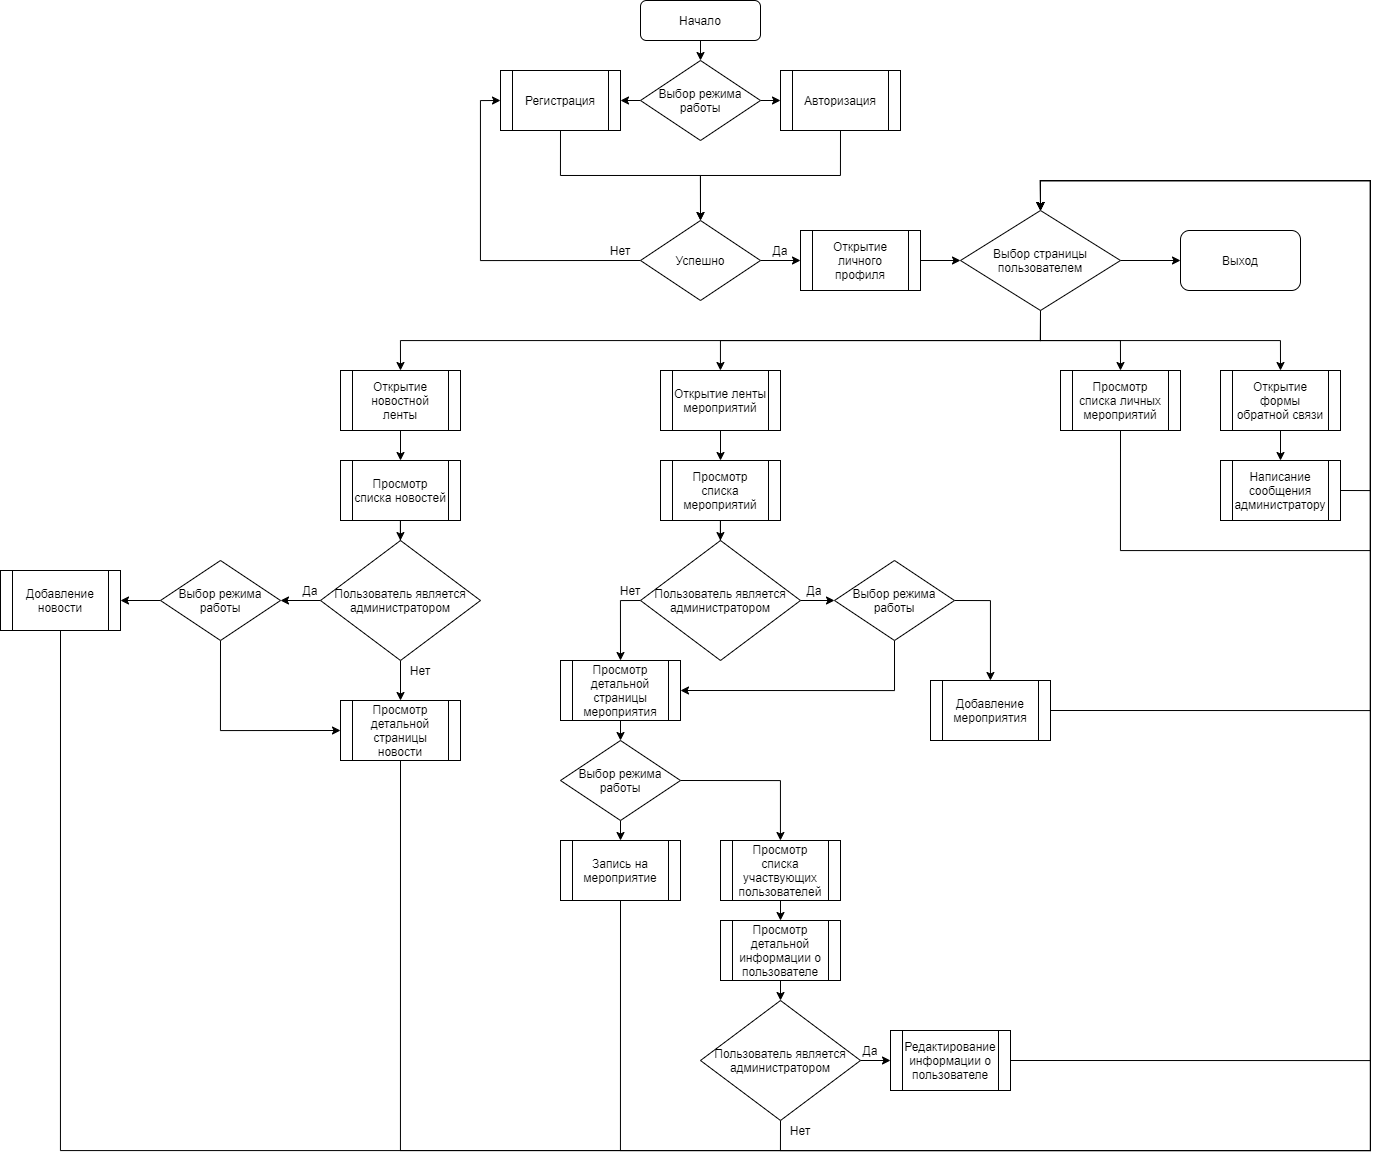 Начало
Регистрация
Выбор режима
работы
Авторизация
Нет
Успешно
Да
Открытие
личного
профиля
Выбор страницы
пользователем
Выход
Открытие
новостной
ленты
Открытие ленты
мероприятий
Просмотр
списка личных
мероприятий
Открытие
формы
обратной связи
Просмотр
списка новостей
Просмотр
списка
мероприятий
Написание
сообщения
администратору
Добавление
новости
Выбор режима
работы
Да
Пользователь является
администратором
Нет
Нет
Пользователь является
администратором
Да
Выбор режима
работы
Просмотр
детальной
страницы
новости
Просмотр
детальной
страницы
мероприятия
Добавление
мероприятия
Выбор режима
работы
Запись на
мероприятие
Просмотр
списка
участвующих
пользователей
Просмотр
детальной
информации о
пользователе
Пользователь является
администратором
Да
Редактирование
информации о
пользователе
Нет